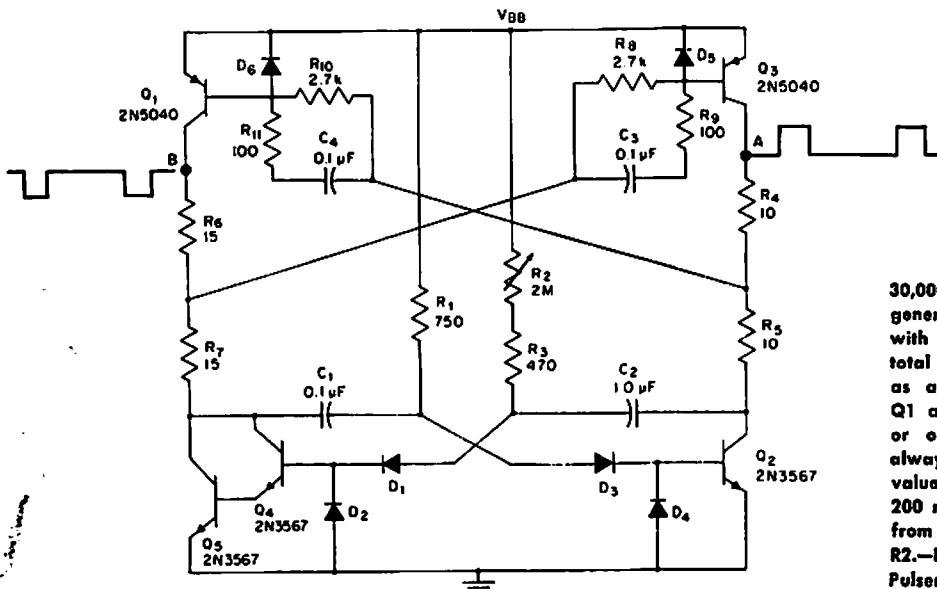 VBB
D6
R10
2.7k
R8
2.7k
D5
Q1
2N5040
Q3
2N5040
R11
100
C4
0.1 µF
C3
0.1 µF
R9
100
B
A
R6
15
R4
10
R2
2M
R1
750
R7
15
R3
470
R5
10
C1
0.1 µF
C2
1.0 µF
Q4
2N3567
D1
D3
Q2
2N3567
D2
D4
Q5
2N3567
30,00
gener
with
total
as a
Q1 a
or o
alway
value
200
from
R2.—
Pulser